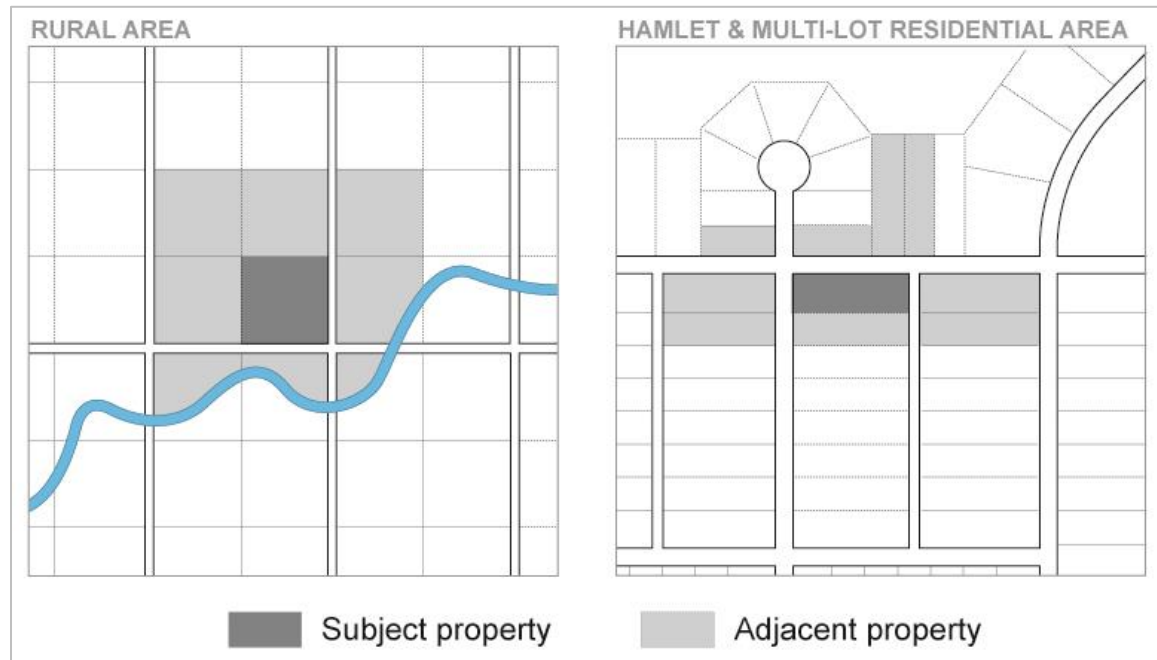 RURAL AREA
HAMLET & MULTI-LOT RESIDENTIAL AREA
Subject property
Adjacent property